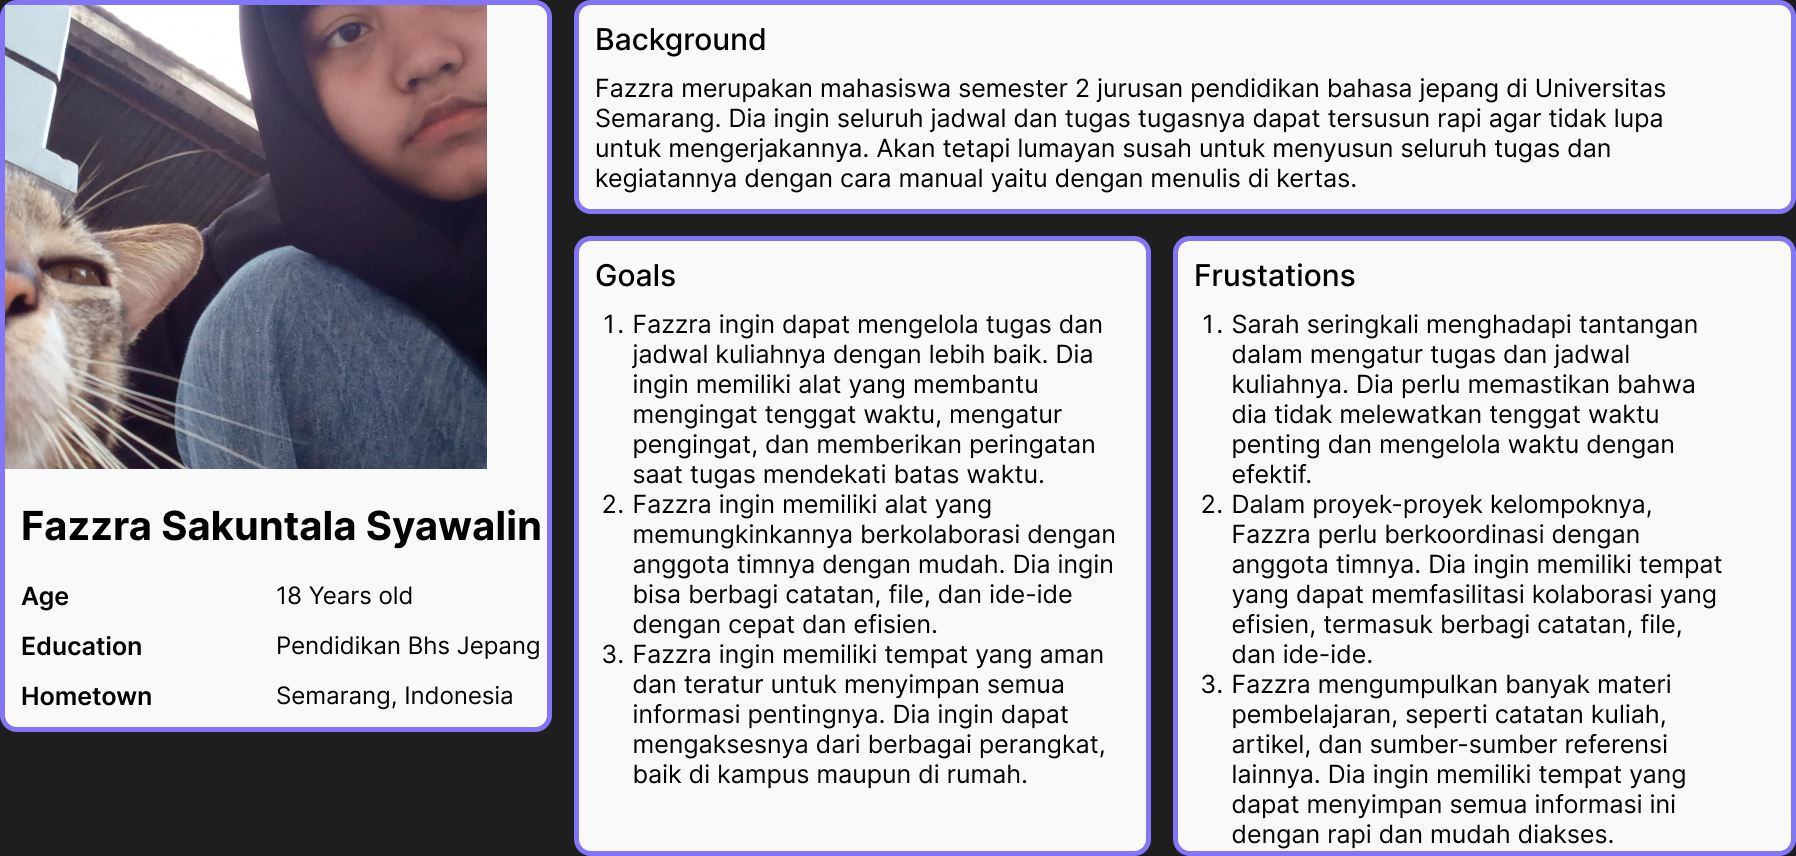 Fazzra Sakuntala Syawalin
Age 18 Years old
Education Pendidikan Bhs Jepang
Hometown Semarang, Indonesia
Background
Fazzra merupakan mahasiswa semester 2 jurusan pendidikan bahasa jepang di Universitas
Semarang. Dia ingin seluruh jadwal dan tugas tugasnya dapat tersusun rapi agar tidak lupa
untuk mengerjakannya. Akan tetapi lumayan susah untuk menyusun seluruh tugas dan
kegiatannya dengan cara manual yaitu dengan menulis di kertas.
Goals
1. Fazzra ingin dapat mengelola tugas dan
jadwal kuliahnya dengan lebih baik. Dia
ingin memiliki alat yang membantu
mengingat tenggat waktu, mengatur
pengingat, dan memberikan peringatan
saat tugas mendekati batas waktu.
2. Fazzra ingin memiliki alat yang
memungkinkannya berkolaborasi dengan
anggota timnya dengan mudah. Dia ingin
bisa berbagi catatan, file, dan ide-ide
dengan cepat dan efisien.
3. Fazzra ingin memiliki tempat yang aman
dan teratur untuk menyimpan semua
informasi pentingnya. Dia ingin dapat
mengaksesnya dari berbagai perangkat,
baik di kampus maupun di rumah.
Frustations
1. Sarah seringkali menghadapi tantangan
dalam mengatur tugas dan jadwal
kuliahnya. Dia perlu memastikan bahwa
dia tidak melewatkan tenggat waktu
penting dan mengelola waktu dengan
efektif.
2. Dalam proyek-proyek kelompoknya,
Fazzra perlu berkoordinasi dengan
anggota timnya. Dia ingin memiliki tempat
yang dapat memfasilitasi kolaborasi yang
efisien, termasuk berbagi catatan, file,
dan ide-ide.
3. Fazzra mengumpulkan banyak materi
pembelajaran, seperti catatan kuliah,
artikel, dan sumber-sumber referensi
lainnya. Dia ingin memiliki tempat yang
dapat menyimpan semua informasi ini
dengan rapi dan mudah diakses.